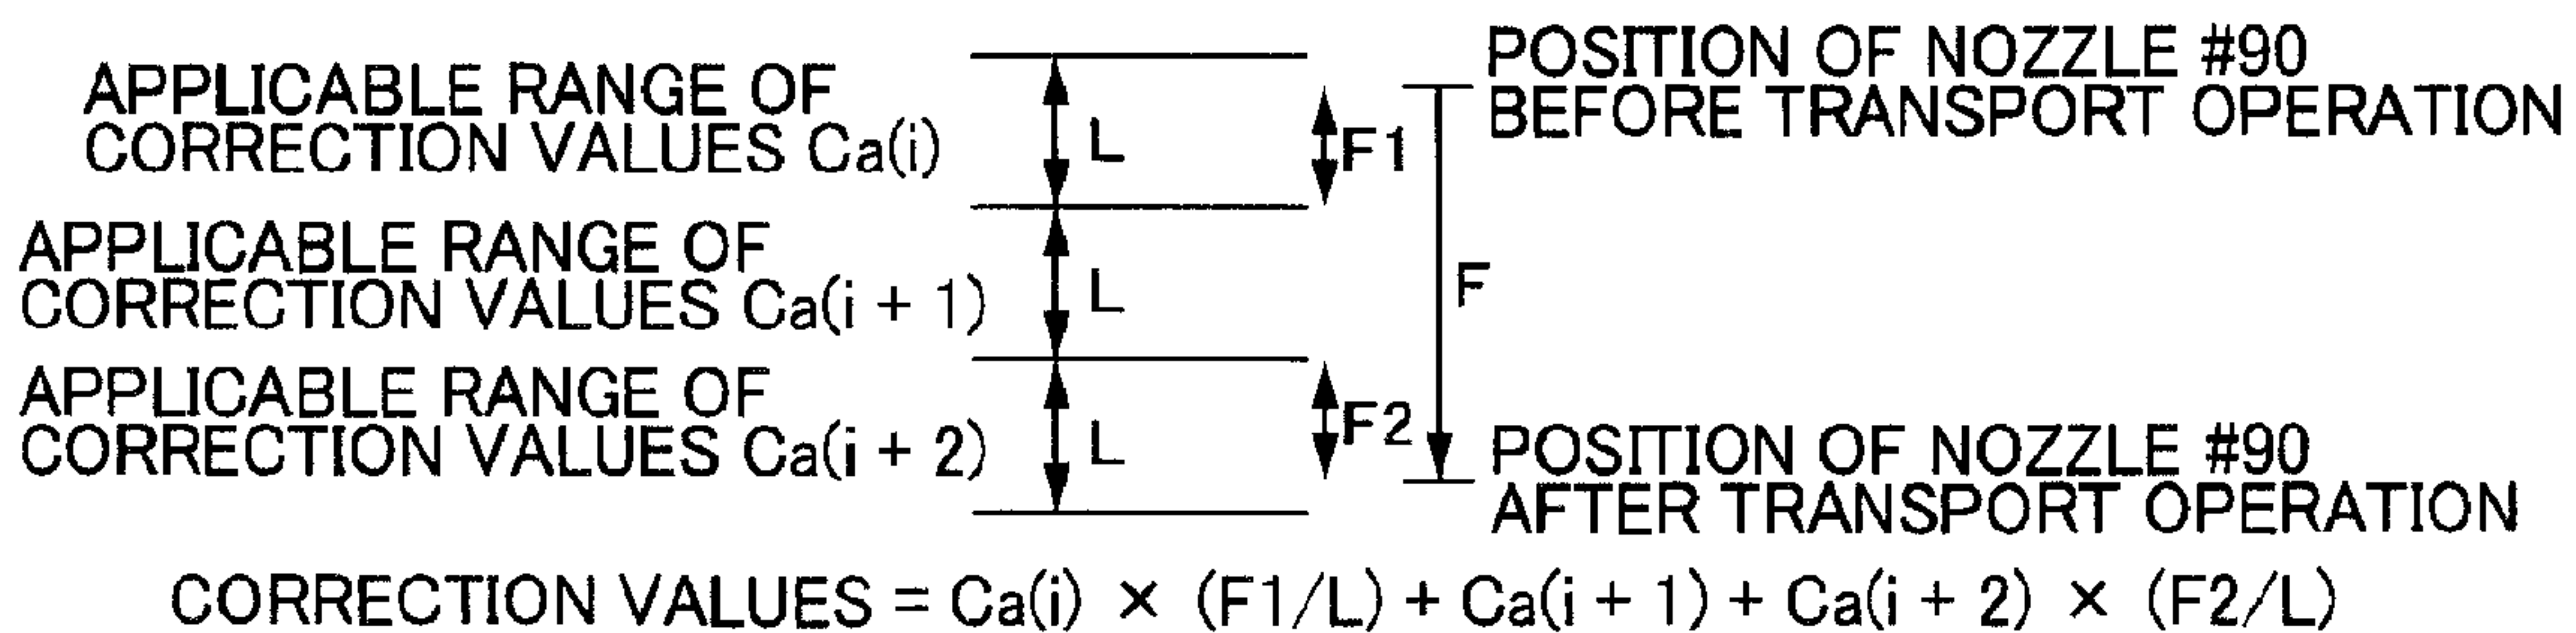 APPLICABLE RANGE OF
CORRECTION VALUES Ca(i)
L
F1
POSITION OF NOZZLE #90
BEFORE TRANSPORT OPERATION
APPLICABLE RANGE OF
CORRECTION VALUES Ca(i + 1)
L
F
APPLICABLE RANGE OF
CORRECTION VALUES Ca(i + 2)
L
F2
POSITION OF NOZZLE #90
AFTER TRANSPORT OPERATION
CORRECTION VALUES = Ca(i) × (F1/L) + Ca(i + 1) + Ca(i + 2) × (F2/L)